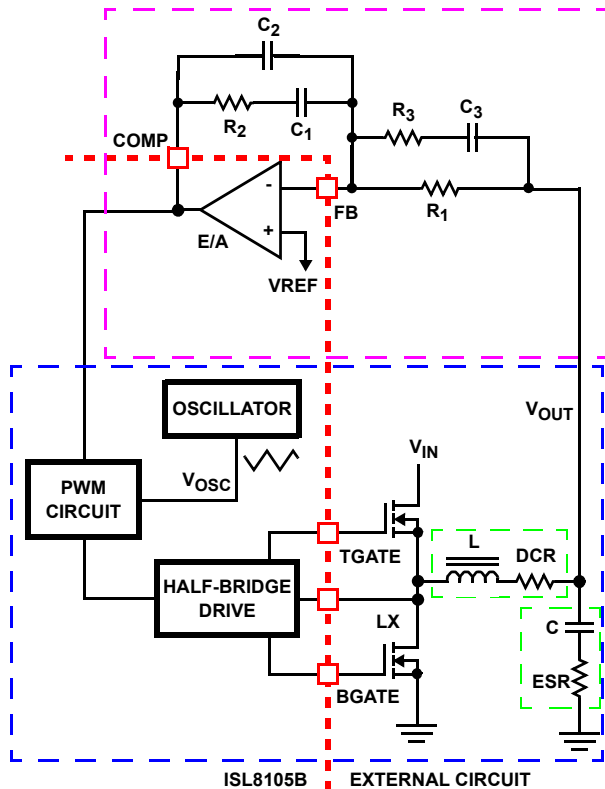 C2
R2
C1
R3
C3
COMP
R1
FB
-
+
E/A
VREF
OSCILLATOR
VOUT
VIN
PWM
CIRCUIT
VOSC
TGATE
L
DCR
HALF-BRIDGE
DRIVE
LX
C
ESR
BGATE
ISL8105B
EXTERNAL CIRCUIT